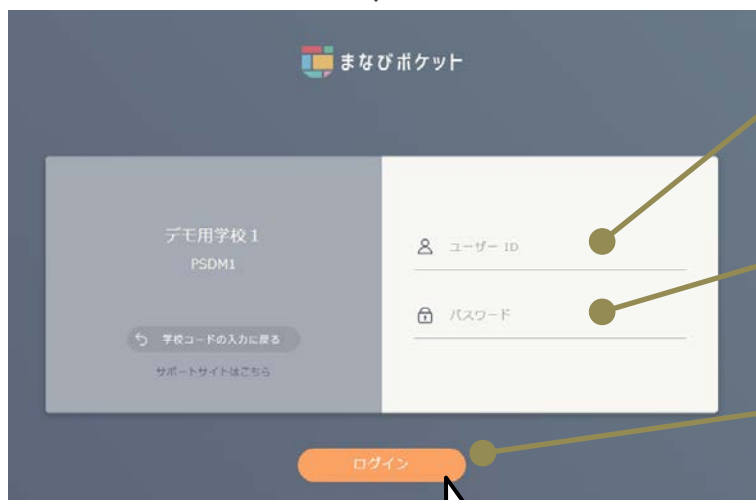 まなびポケット
デモ用学校1
PSDM1
学校コードの入力に戻る
サポートサイトはこちら
ユーザー ID
パスワード
ログイン